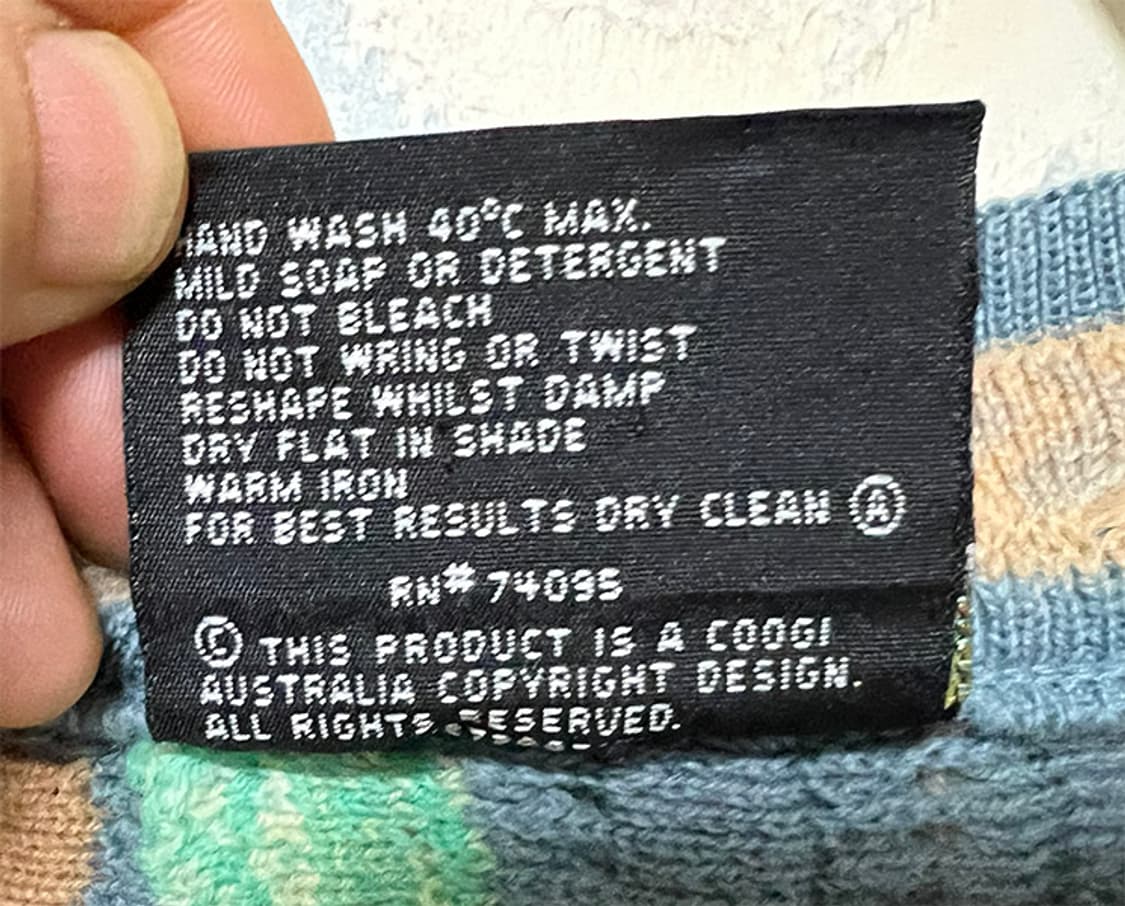 HAND WASH 40°C MAX.
MILD SOAP OR DETERGENT
DO NOT BLEACH
DO NOT WRING OR TWIST
RESHAPE WHILST DAMP
DRY FLAT IN SHADE
WARM IRON
FOR BEST RESULTS DRY CLEAN Ⓐ
RN# 74095
© THIS PRODUCT IS A COOGI
AUSTRALIA COPYRIGHT DESIGN.
ALL RIGHTS RESERVED.